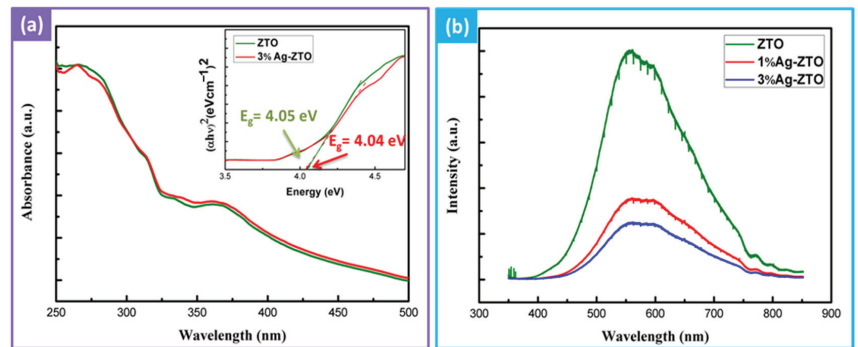 (a)
ZTO
3% Ag-ZTO
(αhν)²(eVcm⁻¹)2
E_g= 4.05 eV
E_g= 4.04 eV
3.5 4.0 4.5
Energy (eV)
Absorbance (a.u.)
250 300 350 400 450 500
Wavelength (nm)
(b)
ZTO
1%Ag-ZTO
3%Ag-ZTO
Intensity (a.u.)
300 400 500 600 700 800 900
Wavelength (nm)